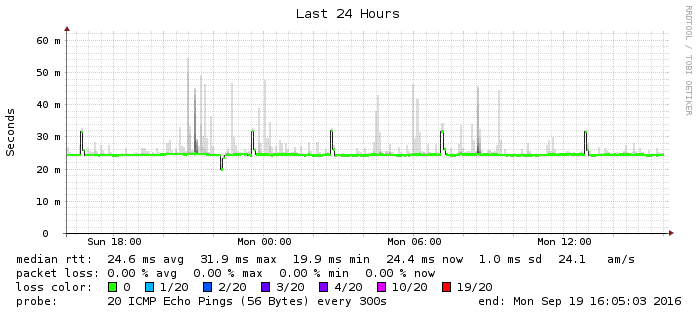 Last 24 Hours
RRDTOOL / TOBI OETIKER
Seconds
60 m
50 m
40 m
30 m
20 m
10 m
0
Sun 18:00 Mon 00:00 Mon 06:00 Mon 12:00
median rtt: 24.6 ms avg 31.9 ms max 19.9 ms min 24.4 ms now 1.0 ms sd 24.1 am/s
packet loss: 0.00 % avg 0.00 % max 0.00 % min 0.00 % now
loss color: 0 1/20 2/20 3/20 4/20 10/20 19/20
probe: 20 ICMP Echo Pings (56 Bytes) every 300s end: Mon Sep 19 16:05:03 2016